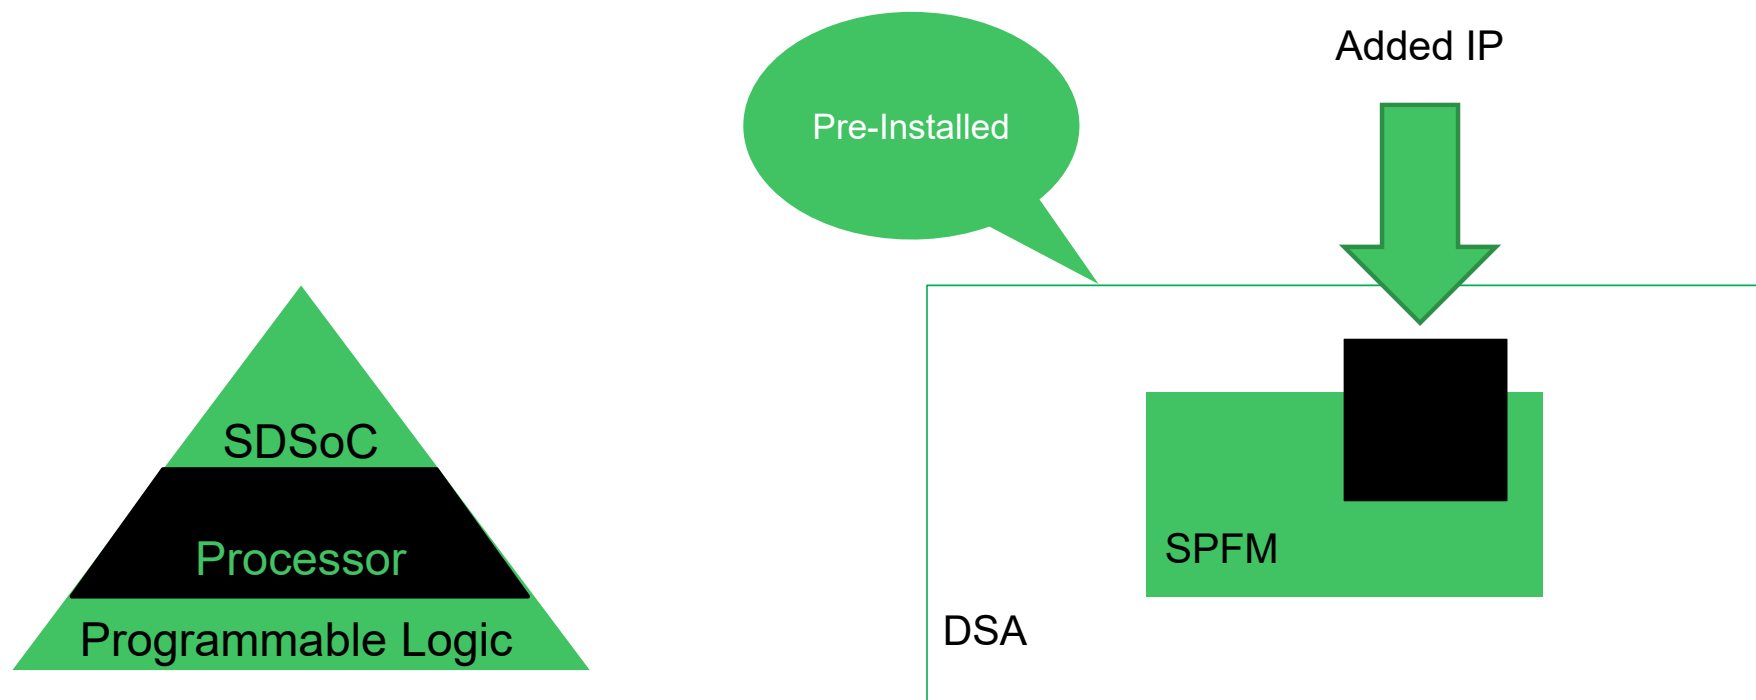 Added IP
Pre-Installed
SDSoC
Processor
Programmable Logic
SPFM
DSA